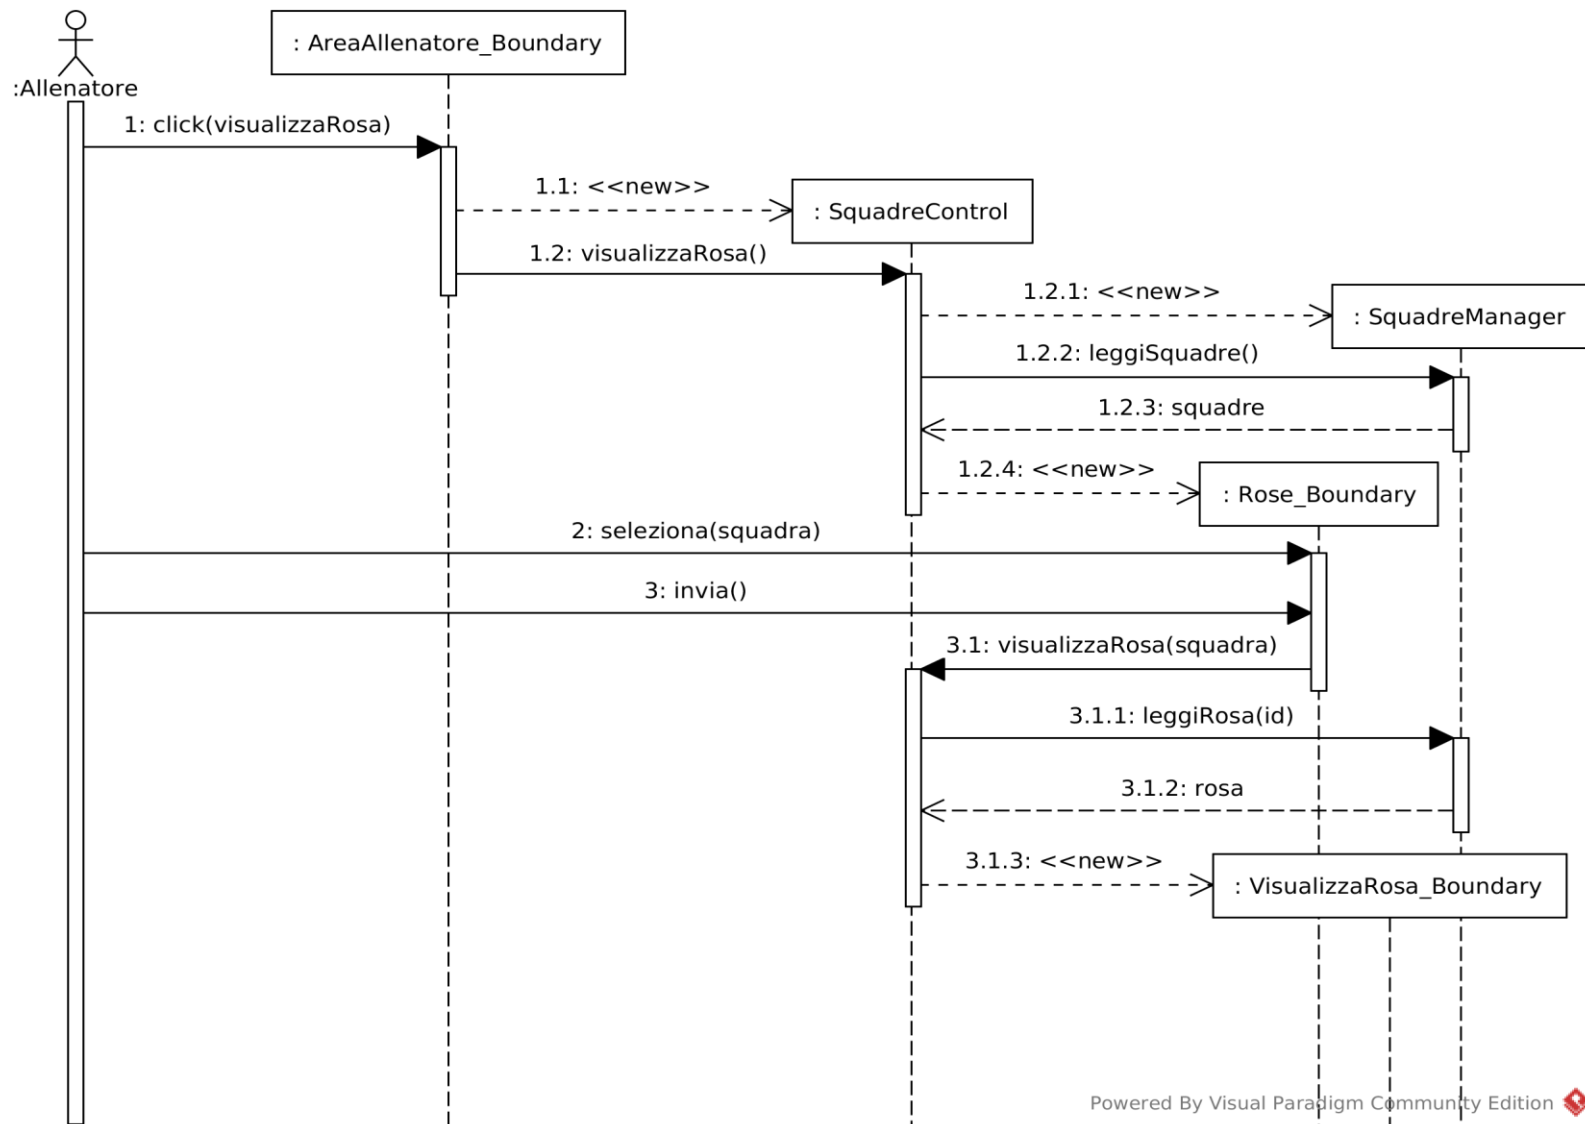 : AreaAllenatore_Boundary
:Allenatore
1: click(visualizzaRosa)
1.1: <<new>>
: SquadreControl
1.2: visualizzaRosa()
1.2.1: <<new>>
: SquadreManager
1.2.2: leggiSquadre()
1.2.3: squadre
1.2.4: <<new>>
: Rose_Boundary
2: seleziona(squadra)
3: invia()
3.1: visualizzaRosa(squadra)
3.1.1: leggiRosa(id)
3.1.2: rosa
3.1.3: <<new>>
: VisualizzaRosa_Boundary
Powered By Visual Paradigm Community Edition